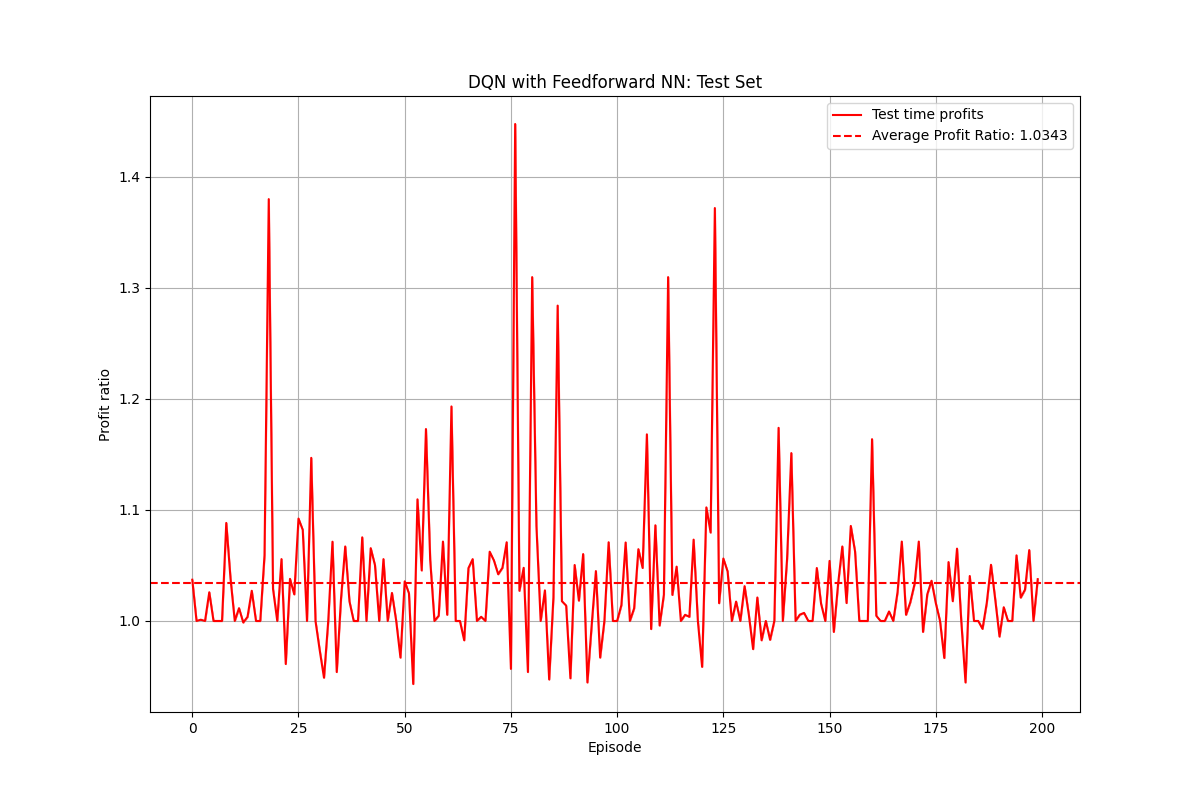 DQN with Feedforward NN: Test Set
Test time profits
Average Profit Ratio: 1.0343
Profit ratio
1.4
1.3
1.2
1.1
1.0
0 25 50 75 100 125 150 175 200
Episode